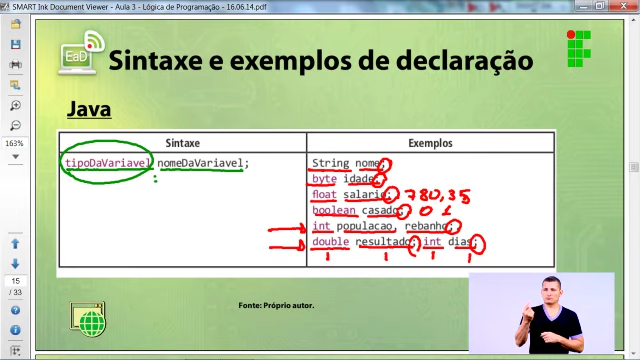 SMART Ink Document Viewer - Aula 3 - Lógica de Programação - 16.06.14.pdf
EaD
Sintaxe e exemplos de declaração
Java
163%
Sintaxe
Exemplos
tipoDaVariavel nomeDaVariavel;
:
String nome;
byte idade;
float salario; 780,35
boolean casado; 0 1
int populacao, rebanho;
double resultado; int dias;
15
/ 33
Fonte: Próprio autor.